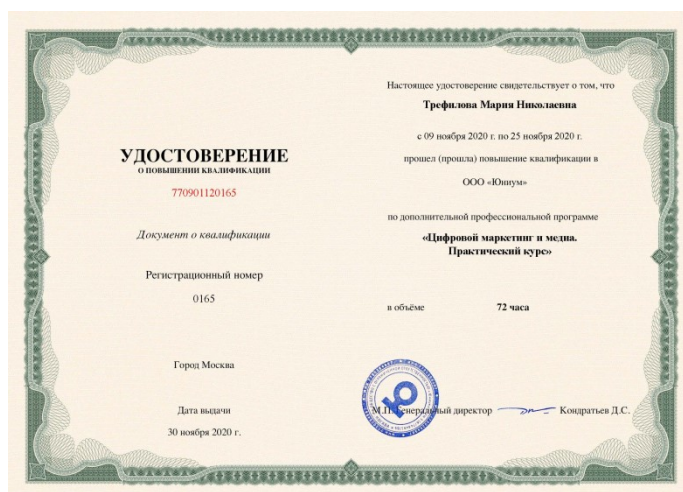 УДОСТОВЕРЕНИЕ
О ПОВЫШЕНИИ КВАЛИФИКАЦИИ
770901120165
Документ о квалификации
Регистрационный номер
0165
Город Москва
Дата выдачи
30 ноября 2020 г.
Настоящее удостоверение свидетельствует о том, что
Трефилова Мария Николаевна
с 09 ноября 2020 г. по 25 ноября 2020 г.
прошел (прошла) повышение квалификации в
ООО «Юниум»
по дополнительной профессиональной программе
«Цифровой маркетинг и медиа.
Практический курс»
в объёме 72 часа
М.П. Генеральный директор Кондратьев Д.С.